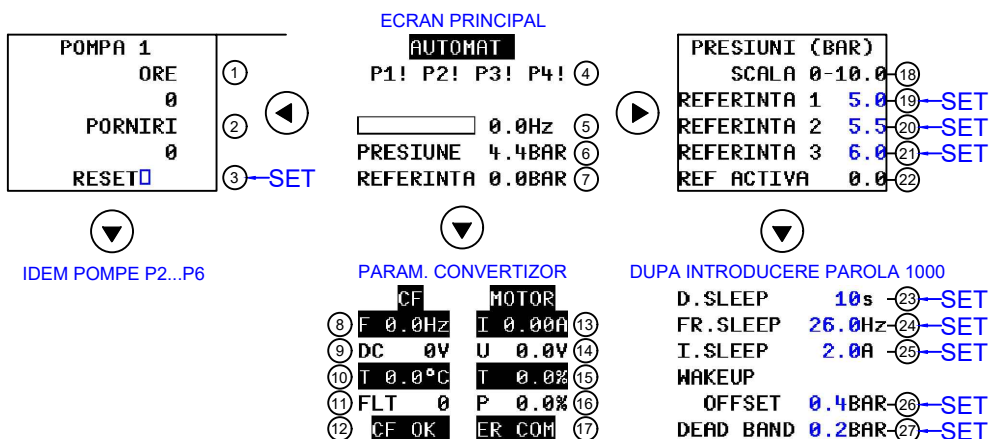 POMPA 1
ORE 1
0
PORNIRI 2
0
RESET 3 SET
IDEM POMPE P2...P6
ECRAN PRINCIPAL
AUTOMAT
P1! P2! P3! P4! 4
0.0Hz 5
PRESIUNE 4.4BAR 6
REFERINTA 0.0BAR 7
PARAM. CONVERTIZOR
CF MOTOR
8 F 0.0Hz I 0.00A 13
9 DC 0V U 0.0V 14
10 T 0.0°C T 0.0% 15
11 FLT 0 P 0.0% 16
12 CF OK ER COM 17
PRESIUNI (BAR)
SCALA 0-10.0 18
REFERINTA 1 5.0 19 SET
REFERINTA 2 5.5 20 SET
REFERINTA 3 6.0 21 SET
REF ACTIVA 0.0 22
DUPA INTRODUCERE PAROLA 1000
D.SLEEP 10s 23 SET
FR.SLEEP 26.0Hz 24 SET
I.SLEEP 2.0A 25 SET
WAKEUP
OFFSET 0.4BAR 26 SET
DEAD BAND 0.2BAR 27 SET